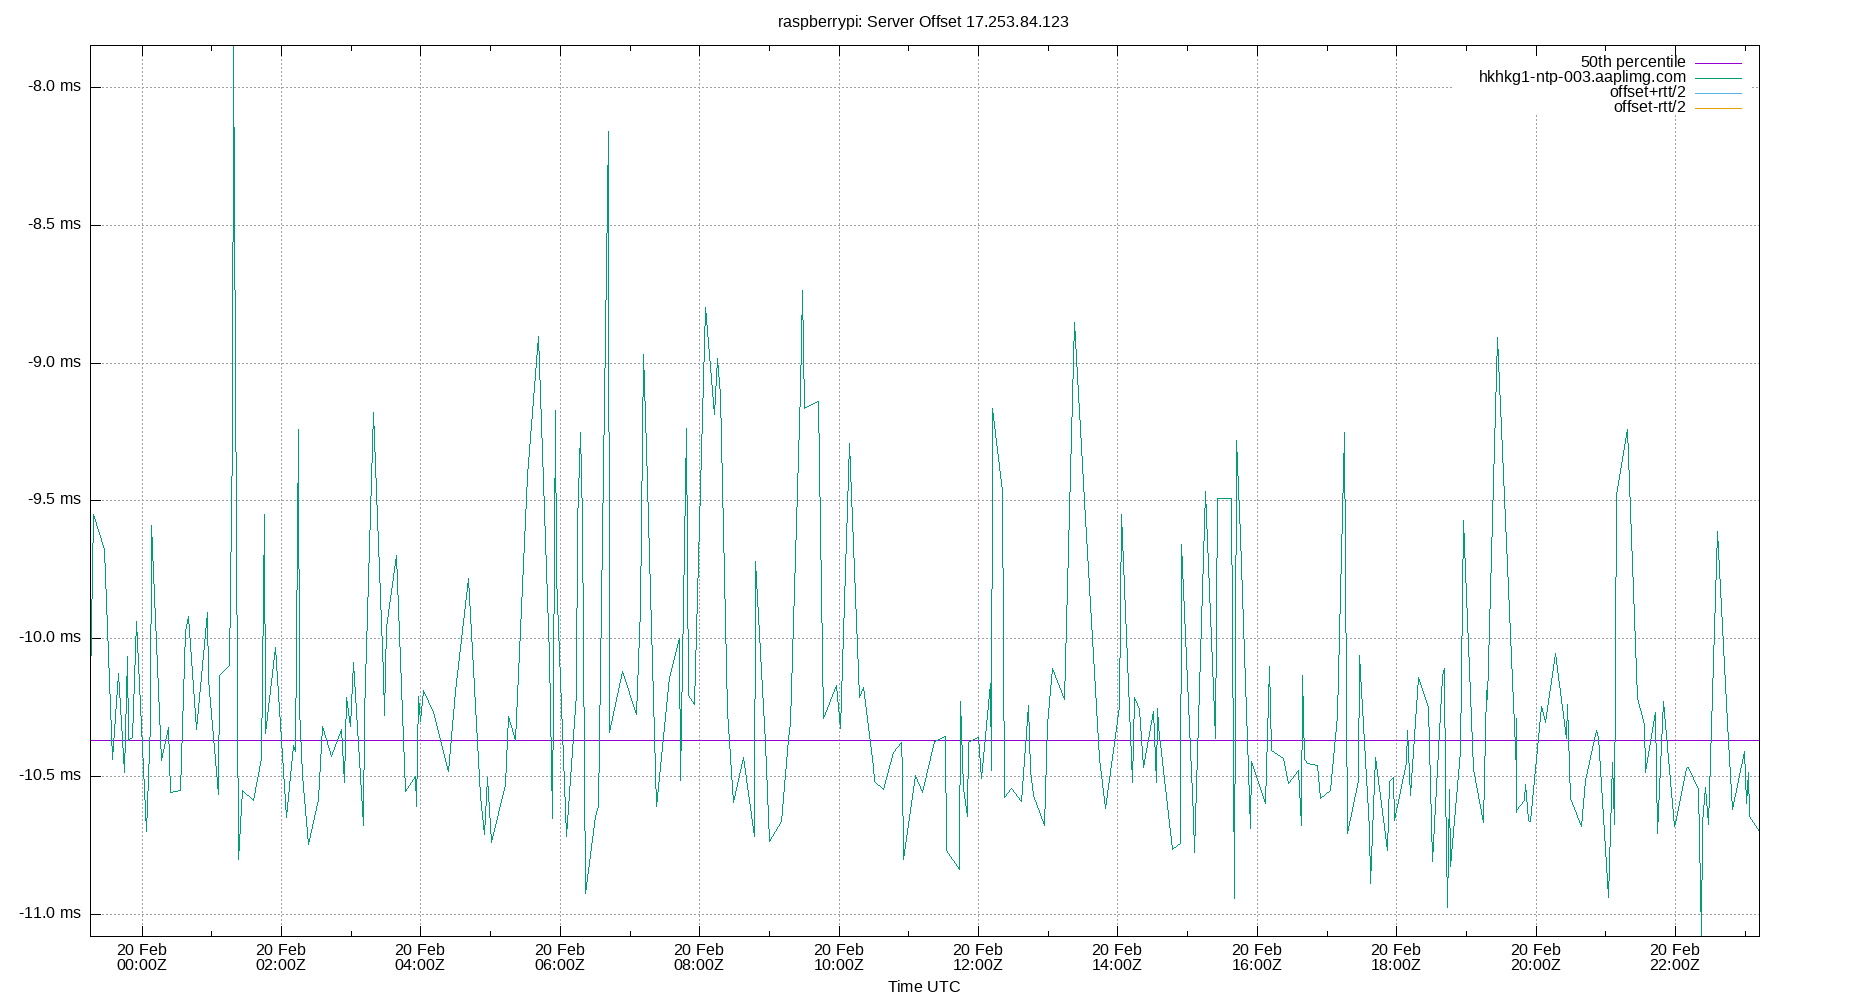 raspberrypi: Server Offset 17.253.84.123
50th percentile
hkhkg1-ntp-003.aaplimg.com
offset+rtt/2
offset-rtt/2
-8.0 ms
-8.5 ms
-9.0 ms
-9.5 ms
-10.0 ms
-10.5 ms
-11.0 ms
20 Feb 20 Feb 20 Feb 20 Feb 20 Feb 20 Feb 20 Feb 20 Feb 20 Feb 20 Feb 20 Feb 20 Feb
00:00Z 02:00Z 04:00Z 06:00Z 08:00Z 10:00Z 12:00Z 14:00Z 16:00Z 18:00Z 20:00Z 22:00Z
Time UTC